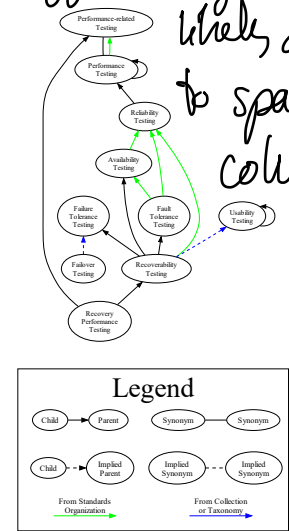 Performance-related
Testing
likely
Performance
Testing
to spa
Reliability
Testing
colu
Availability
Testing
Failure
Tolerance
Testing
Fault
Tolerance
Testing
Usability
Testing
Failover
Testing
Recoverability
Testing
Recovery
Performance
Testing
Legend
Child
Parent
Synonym
Synonym
Child
Implied
Parent
Implied
Synonym
Implied
Synonym
From Standards
Organization
From Collection
or Taxonomy